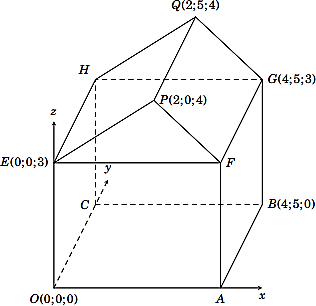 Q(2;5;4)
H
G(4;5;3)
P(2;0;4)
z
E(0;0;3)
F
y
C
B(4;5;0)
O(0;0;0)
A
x